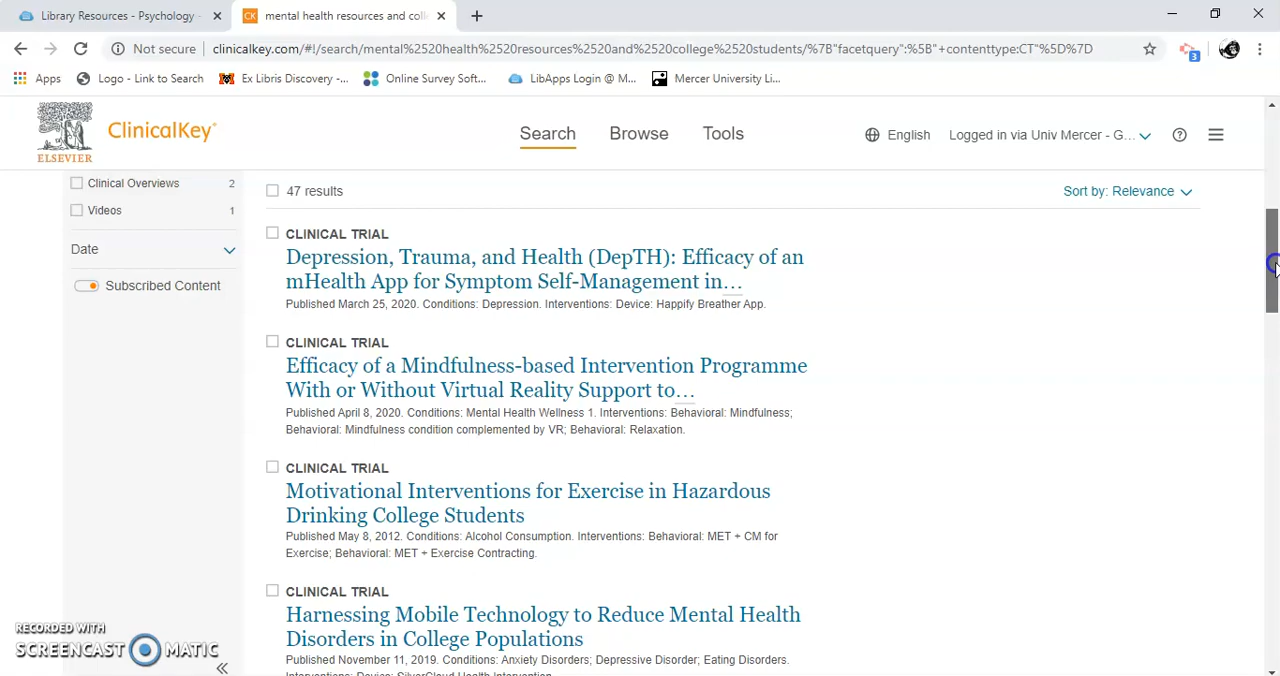 Library Resources - Psychology
mental health resources and coll
Not secure
clinicalkey.com/#!/search/mental%2520health%2520resources%2520and%2520college%2520students/%7B"facetquery":%5B"+contenttype:CT"%5D%7D
3
Apps
Logo - Link to Search
Ex Libris Discovery -...
Online Survey Soft...
LibApps Login @ M...
Mercer University Li...
ELSEVIER
ClinicalKey®
Search
Browse
Tools
English
Logged in via Univ Mercer - G...
Clinical Overviews 2
Videos 1
Date
Subscribed Content
47 results
Sort by: Relevance
CLINICAL TRIAL
Depression, Trauma, and Health (DepTH): Efficacy of an
mHealth App for Symptom Self-Management in...
Published March 25, 2020. Conditions: Depression. Interventions: Device: Happify Breather App.
CLINICAL TRIAL
Efficacy of a Mindfulness-based Intervention Programme
With or Without Virtual Reality Support to...
Published April 8, 2020. Conditions: Mental Health Wellness 1. Interventions: Behavioral: Mindfulness;
Behavioral: Mindfulness condition complemented by VR; Behavioral: Relaxation.
CLINICAL TRIAL
Motivational Interventions for Exercise in Hazardous
Drinking College Students
Published May 8, 2012. Conditions: Alcohol Consumption. Interventions: Behavioral: MET + CM for
Exercise; Behavioral: MET + Exercise Contracting.
CLINICAL TRIAL
Harnessing Mobile Technology to Reduce Mental Health
Disorders in College Populations
Published November 11, 2019. Conditions: Anxiety Disorders; Depressive Disorder; Eating Disorders.
Interventions: Device: SilverCloud Health Intervention.
RECORDED WITH
SCREENCAST MATIC